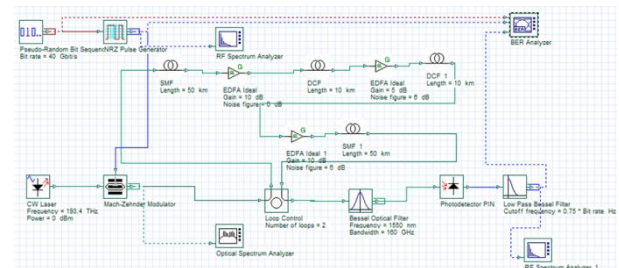 Pseudo-Random Bit Sequence
Bit rate = 40 Gbit/s
NRZ Pulse Generator
RF Spectrum Analyzer
BER Analyzer
SMF
Length = 50 km
EDFA Ideal
Gain = 10 dB
Noise figure = 0 dB
DCF
Length = 10 km
EDFA Ideal
Gain = 5 dB
Noise figure = 6 dB
DCF 1
Length = 10 km
EDFA Ideal 1
Gain = 10 dB
Noise figure = 6 dB
SMF 1
Length = 50 km
CW Laser
Frequency = 193.4 THz
Power = 0 dBm
Mach-Zehnder Modulator
Loop Control
Number of loops = 2
Bessel Optical Filter
Frequency = 1550 nm
Bandwidth = 160 GHz
Photodetector PIN
Low Pass Bessel Filter
Cutoff frequency = 0.75 * Bit rate Hz
Optical Spectrum Analyzer
RF Spectrum Analyzer_1